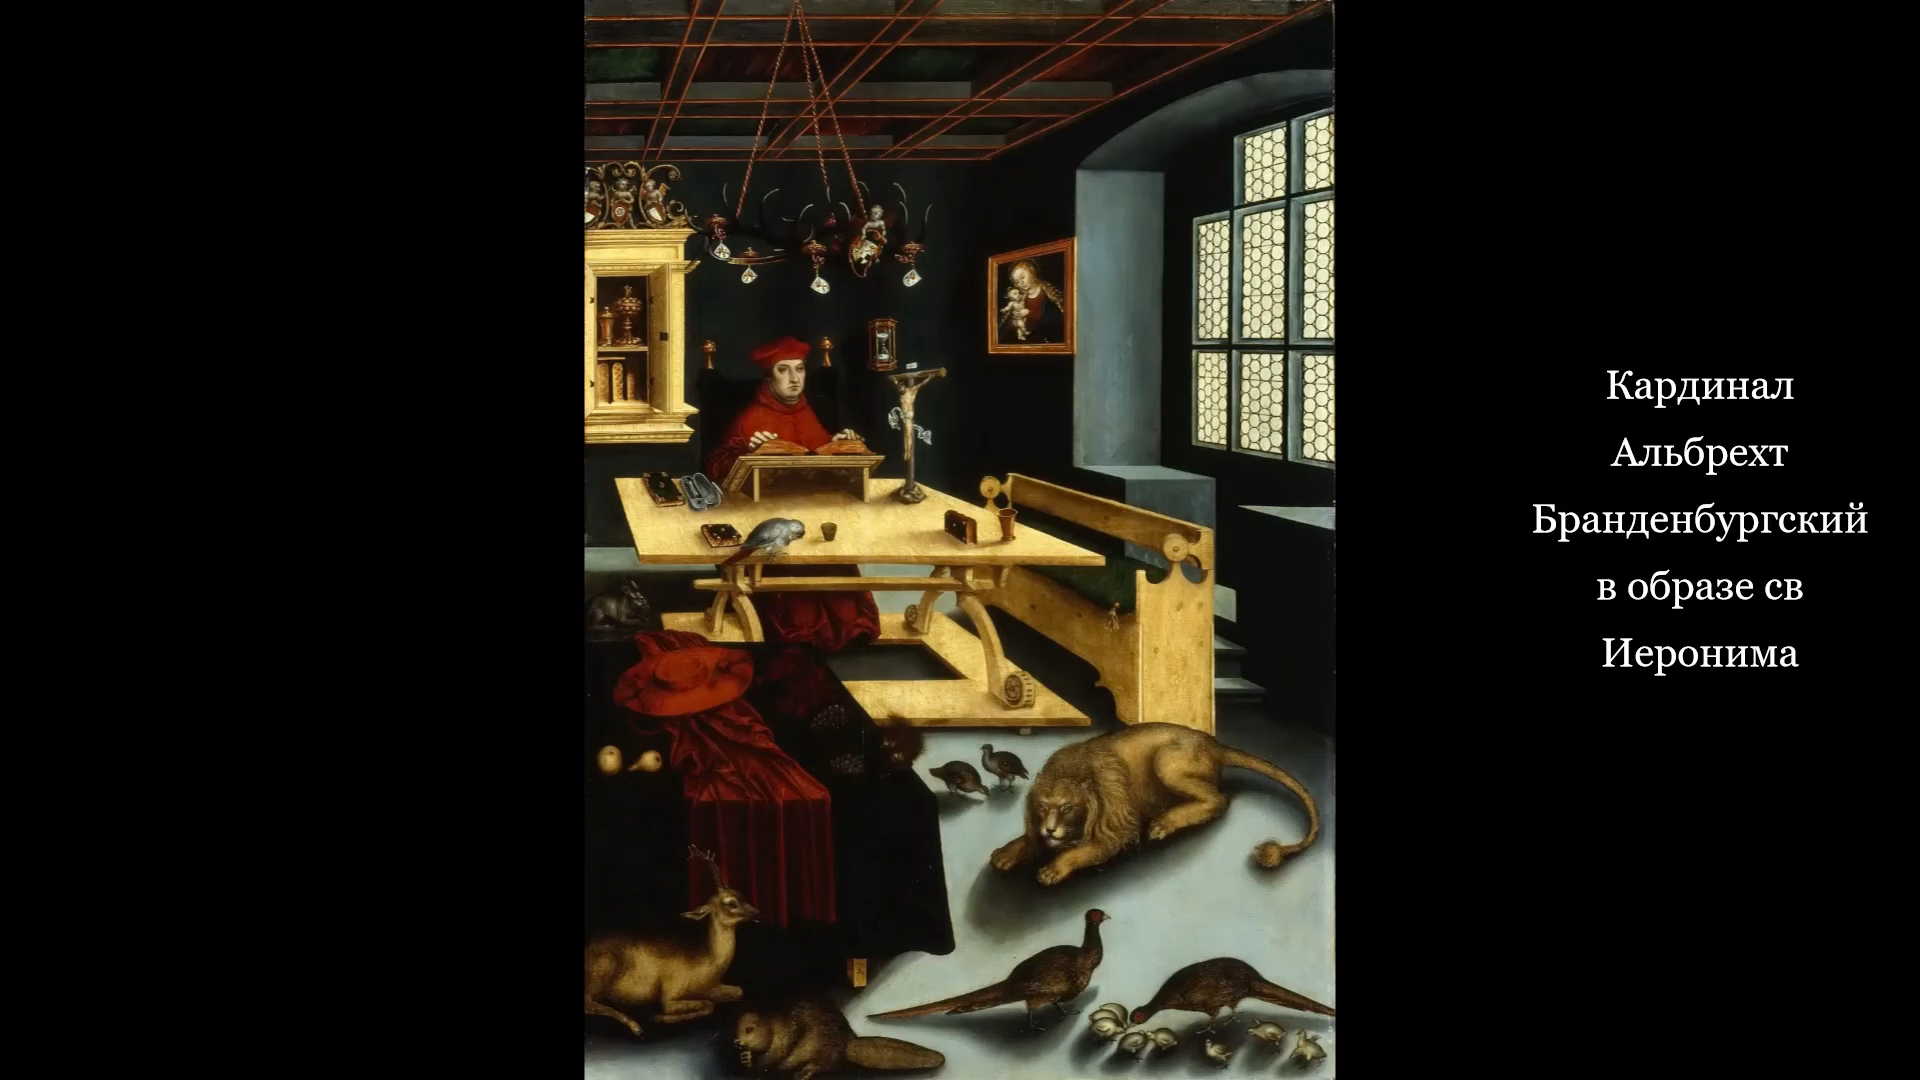 Кардинал
Альбрехт
Бранденбургский
в образе св
Иеронима